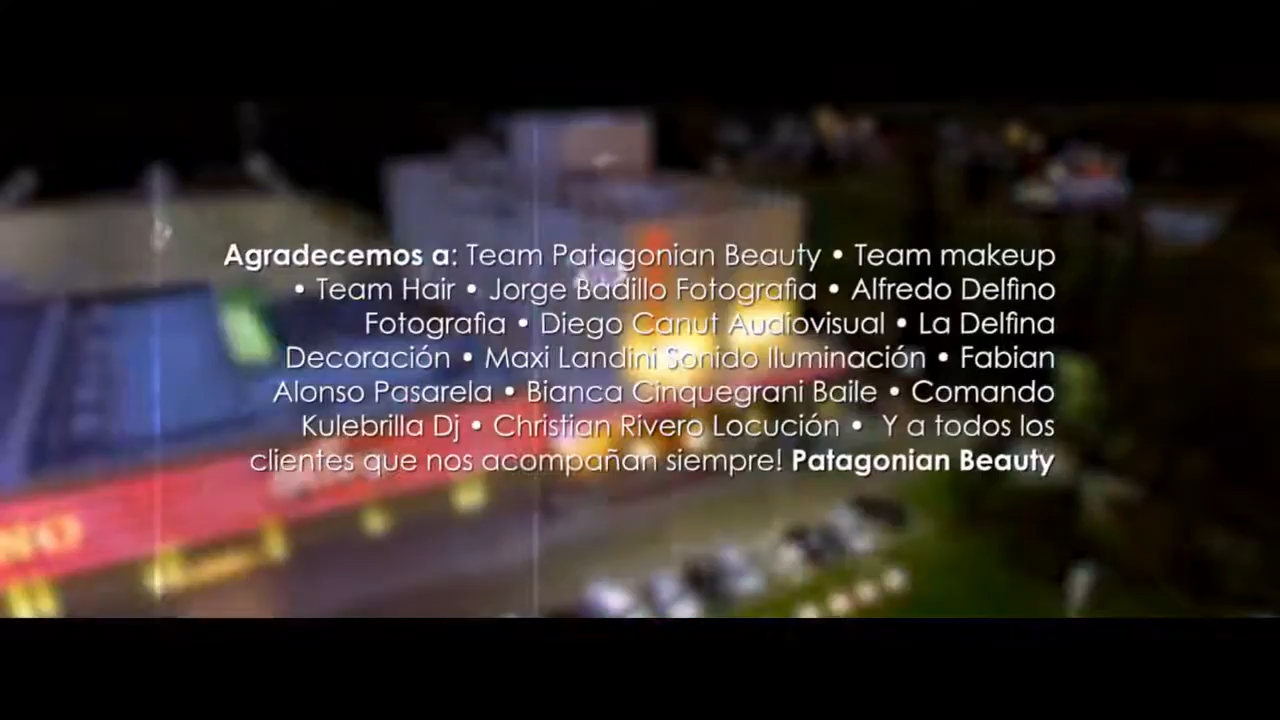 Agradecemos a: Team Patagonian Beauty • Team makeup
• Team Hair • Jorge Badillo Fotografia • Alfredo Delfino
Fotografia • Diego Canut Audiovisual • La Delfina
Decoración • Maxi Landini Sonido Iluminación • Fabian
Alonso Pasarela • Bianca Cinquegrani Baile • Comando
Kulebrilla Dj • Christian Rivero Locución • Y a todos los
clientes que nos acompañan siempre! Patagonian Beauty